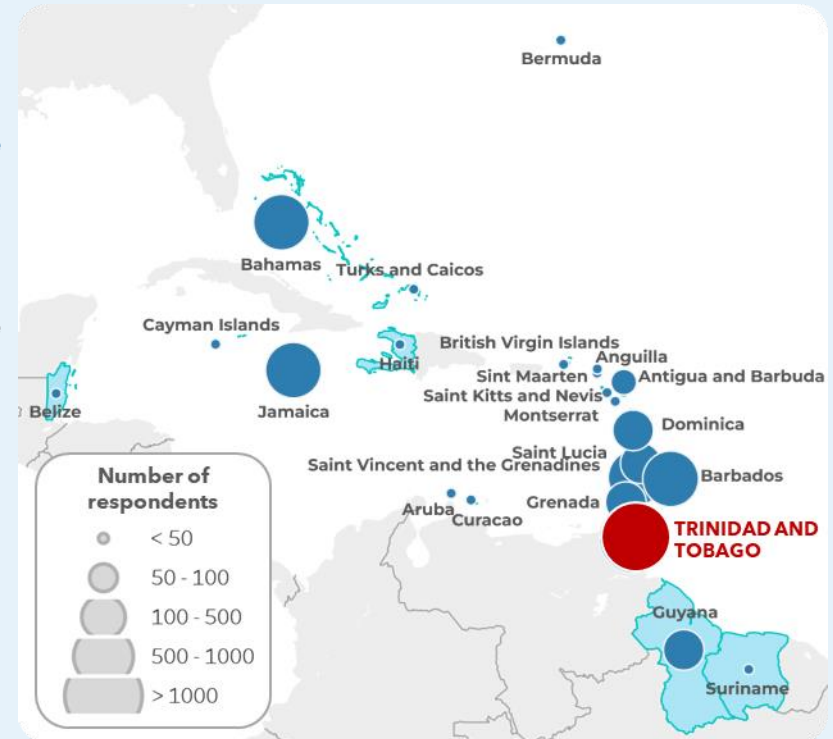 Bermuda
Bahamas
Turks and Caicos
Cayman Islands
Haiti
British Virgin Islands
Anguilla
Sint Maarten
Antigua and Barbuda
Saint Kitts and Nevis
Montserrat
Belize
Jamaica
Dominica
Saint Lucia
Saint Vincent and the Grenadines
Barbados
Grenada
Aruba
Curacao
TRINIDAD AND
TOBAGO
Guyana
Suriname
Number of
respondents
< 50
50 - 100
100 - 500
500 - 1000
> 1000